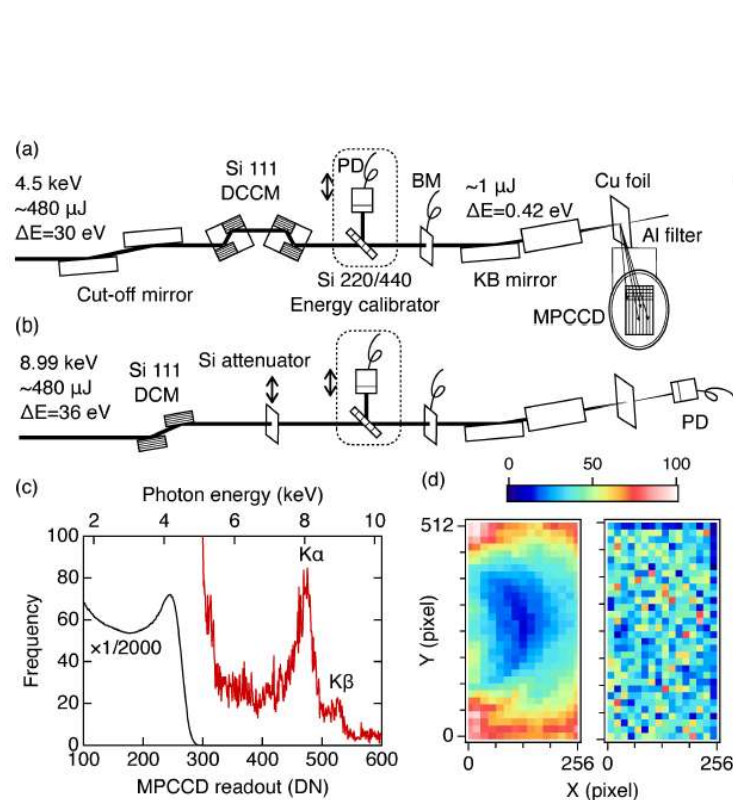 (a)
4.5 keV
~480 μJ
ΔE=30 eV
Cut-off mirror
Si 111
DCCM
PD
Si 220/440
Energy calibrator
BM
~1 μJ
ΔE=0.42 eV
KB mirror
Cu foil
Al filter
MPCCD
(b)
8.99 keV
~480 μJ
ΔE=36 eV
Si 111
DCM
Si attenuator
PD
(c)
Photon energy (keV)
2 4 6 8 10
100
80
60
40
20
0
Frequency
×1/2000
Kα
Kβ
100 200 300 400 500 600
MPCCD readout (DN)
(d)
0 50 100
512
Y (pixel)
0
0 256 0 256
X (pixel)